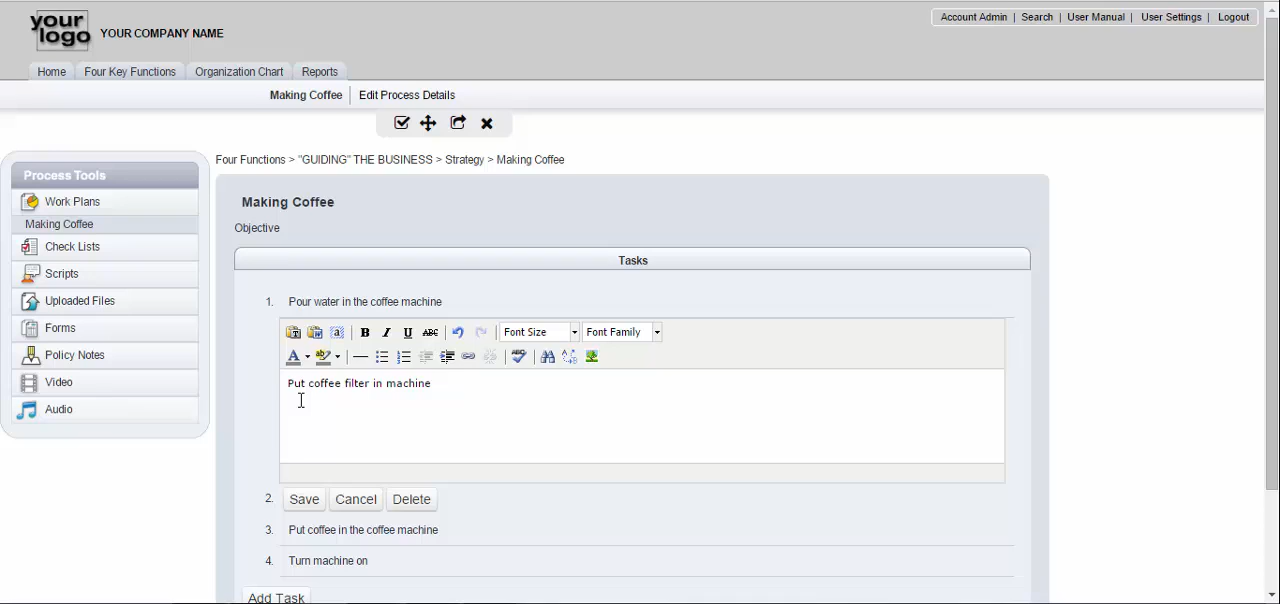 your
logo
YOUR COMPANY NAME
Account Admin | Search | User Manual | User Settings | Logout
Home Four Key Functions Organization Chart Reports
Making Coffee | Edit Process Details
Four Functions > "GUIDING" THE BUSINESS > Strategy > Making Coffee
Process Tools
Work Plans
Making Coffee
Check Lists
Scripts
Uploaded Files
Forms
Policy Notes
Video
Audio
Making Coffee
Objective
Tasks
1. Pour water in the coffee machine
B I U ABC Font Size Font Family
A ab ABC
Put coffee filter in machine
2. Save Cancel Delete
3. Put coffee in the coffee machine
4. Turn machine on
Add Task